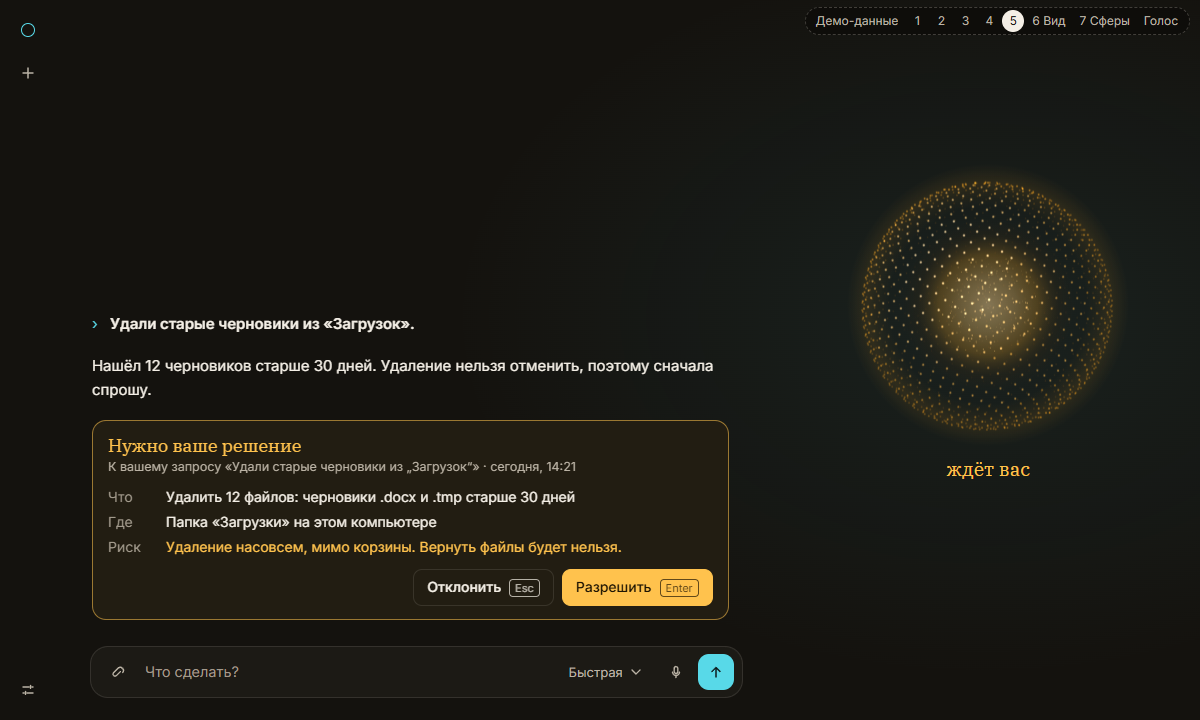 Демо-данные 1 2 3 4 5 6 Вид 7 Сферы Голос
› Удали старые черновики из «Загрузок».
Нашёл 12 черновиков старше 30 дней. Удаление нельзя отменить, поэтому сначала
спрошу.
Нужно ваше решение
К вашему запросу «Удали старые черновики из „Загрузок“» · сегодня, 14:21
Что Удалить 12 файлов: черновики .docx и .tmp старше 30 дней
Где Папка «Загрузки» на этом компьютере
Риск Удаление насовсем, мимо корзины. Вернуть файлы будет нельзя.
Отклонить Esc Разрешить Enter
ждёт вас
Что сделать? Быстрая